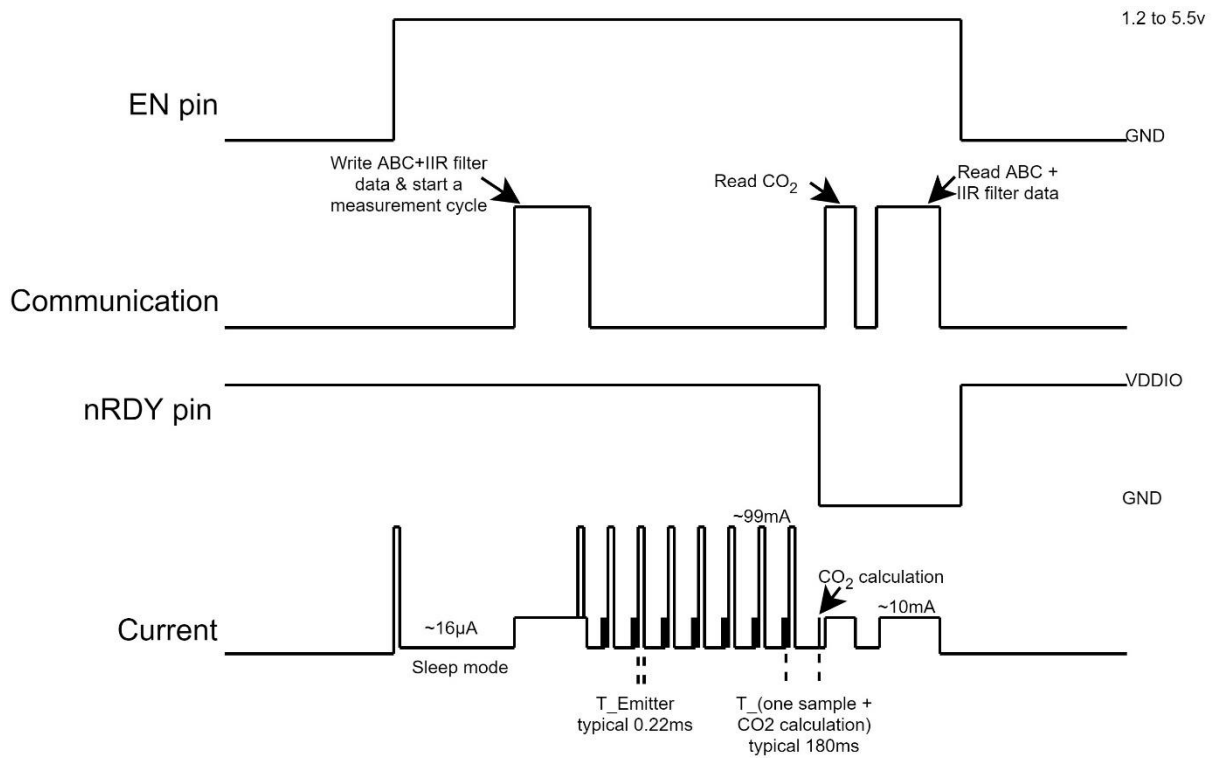 1.2 to 5.5v
EN pin
GND
Write ABC+IIR filter
data & start a
measurement cycle
Read CO₂
Read ABC +
IIR filter data
Communication
VDDIO
nRDY pin
GND
~99mA
CO₂ calculation
~10mA
~16µA
Current
Sleep mode
T_Emitter
typical 0.22ms
T_(one sample +
CO2 calculation)
typical 180ms